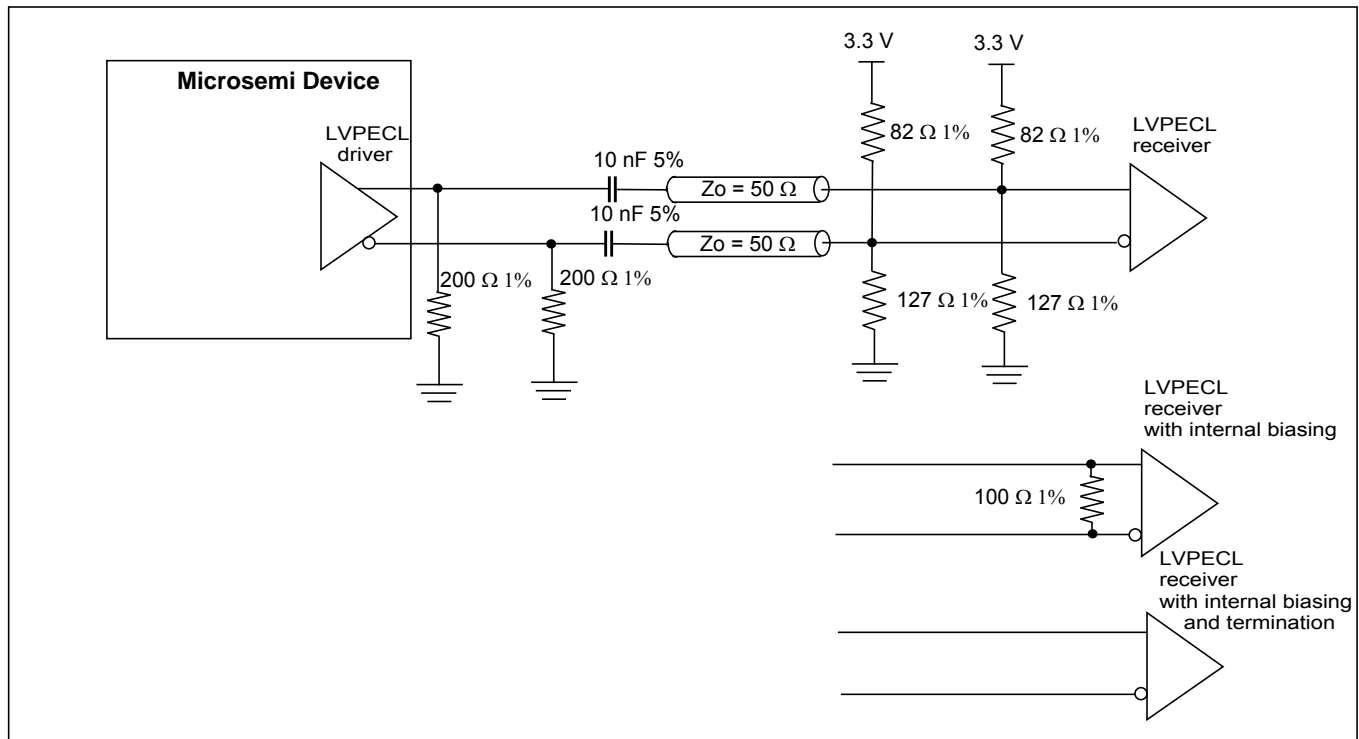 3.3 V
3.3 V
Microsemi Device
LVPECL
driver
82 Ω 1%
82 Ω 1%
LVPECL
receiver
10 nF 5%
Zo = 50 Ω
10 nF 5%
Zo = 50 Ω
200 Ω 1%
200 Ω 1%
127 Ω 1%
127 Ω 1%
LVPECL
receiver
with internal biasing
100 Ω 1%
LVPECL
receiver
with internal biasing
and termination